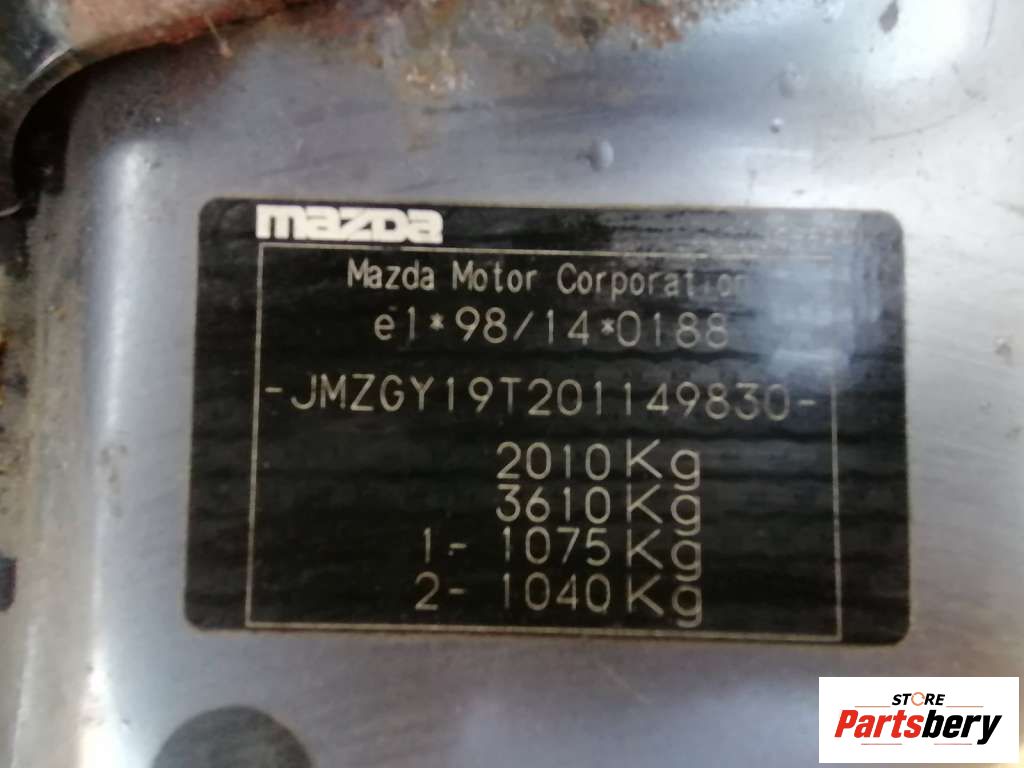 mazda
Mazda Motor Corporation
e1*98/14*0188
-JMZGY19T201149830-
2010Kg
3610Kg
1- 1075Kg
2- 1040Kg
STORE
Partsbery